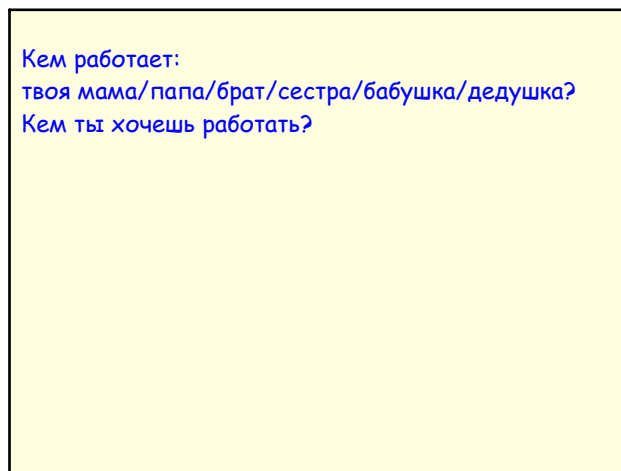 Кем работает:
твоя мама/папа/брат/сестра/бабушка/дедушка?
Кем ты хочешь работать?